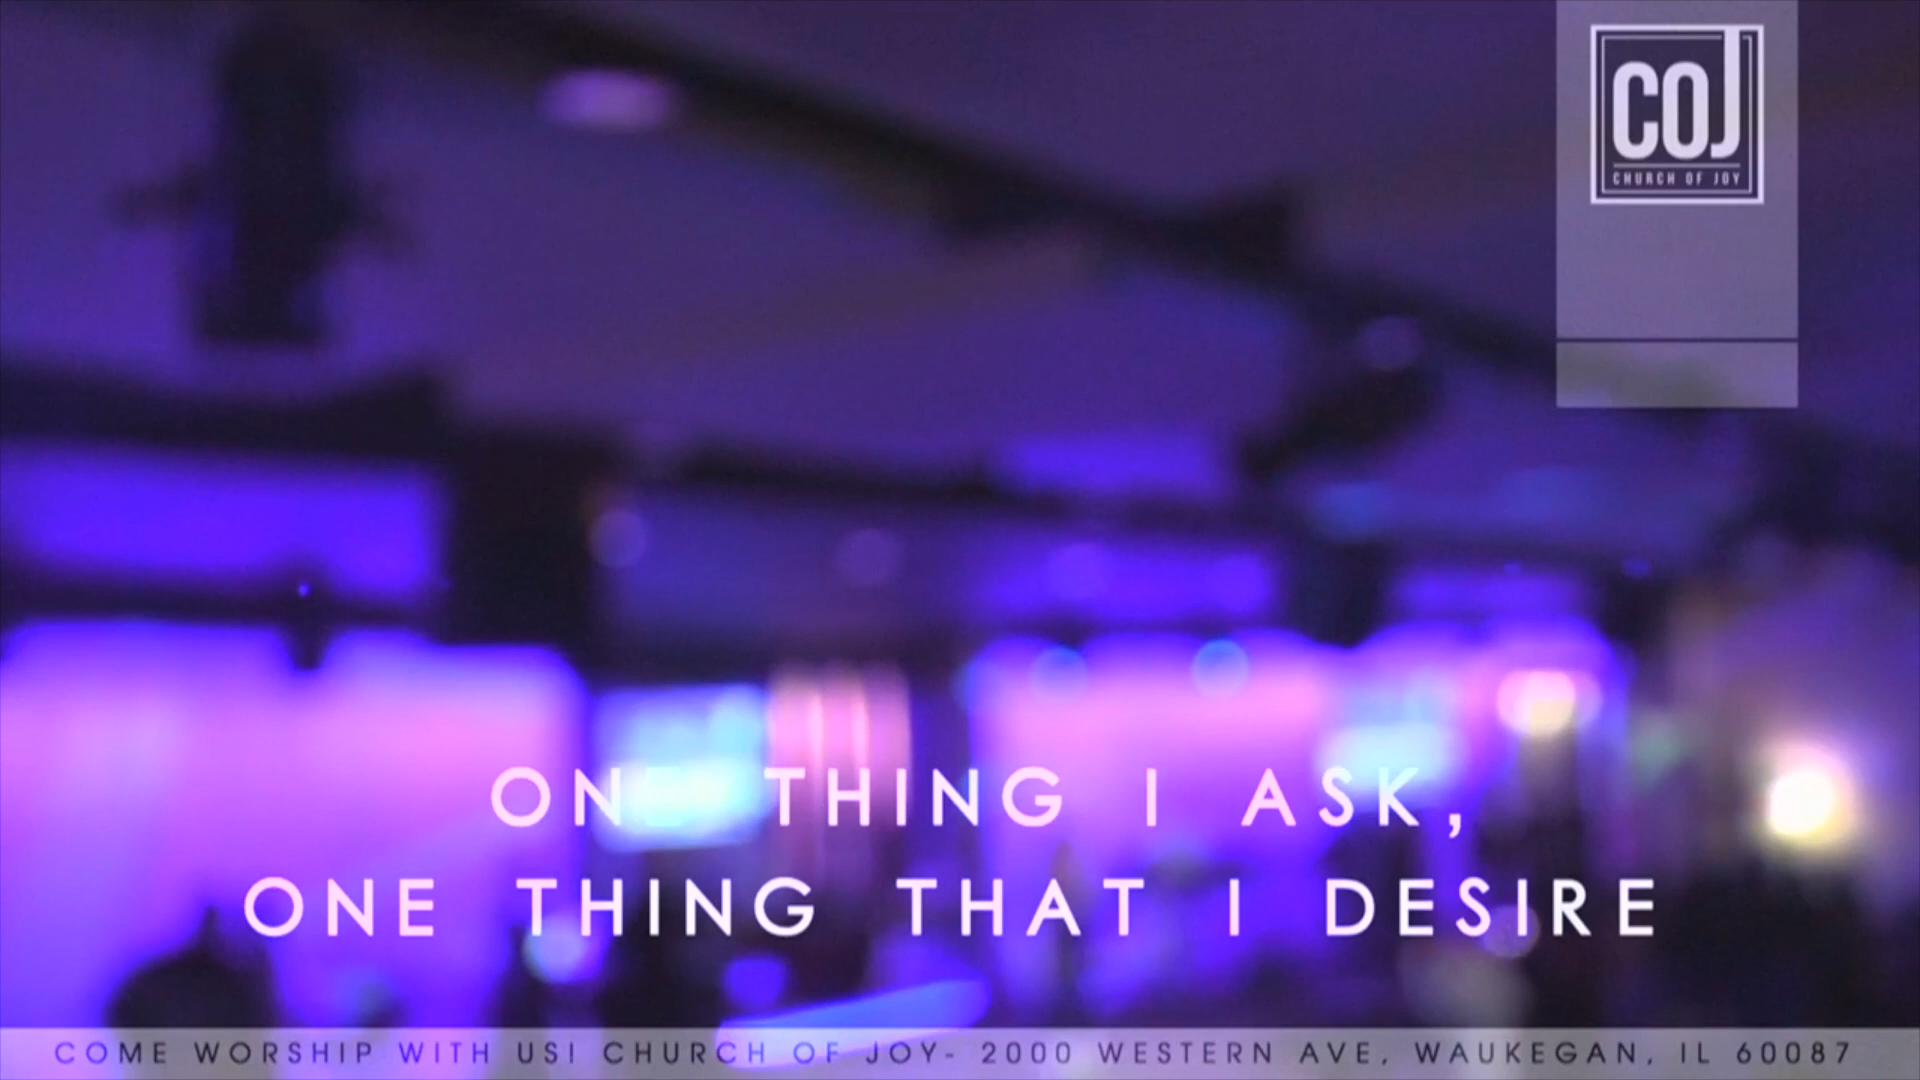 COJ
CHURCH OF JOY
ONE THING I ASK,
ONE THING THAT I DESIRE
COME WORSHIP WITH US! CHURCH OF JOY- 2000 WESTERN AVE, WAUKEGAN, IL 60087